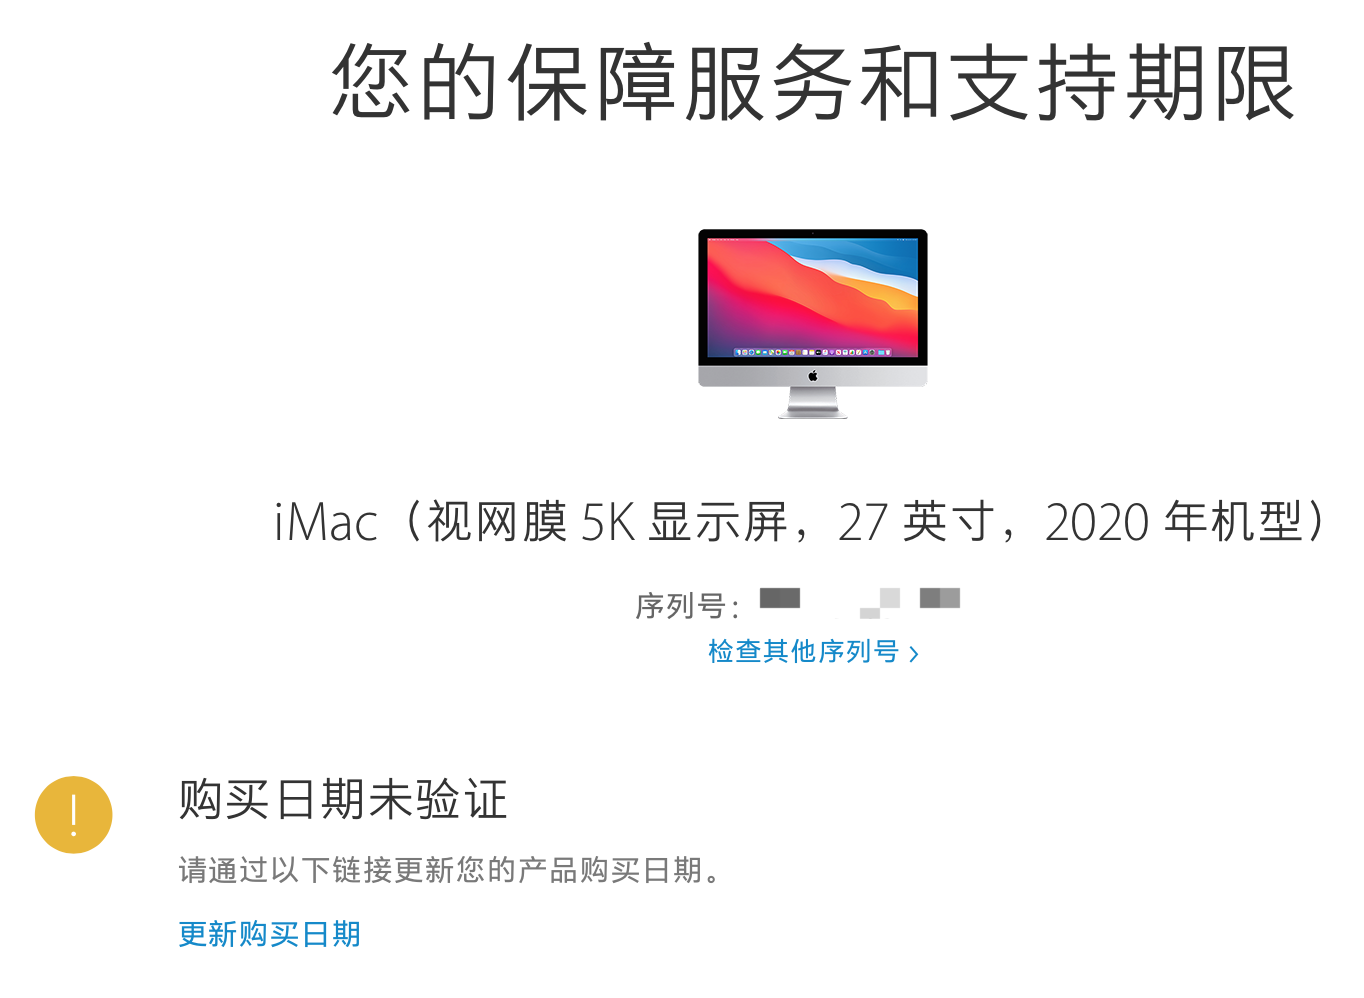 您的保障服务和支持期限
iMac（视网膜 5K 显示屏，27 英寸，2020 年机型）
序列号：
检查其他序列号 ›
购买日期未验证
请通过以下链接更新您的产品购买日期。
更新购买日期